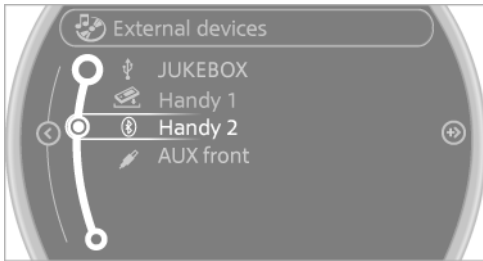 External devices
JUKEBOX
Handy 1
Handy 2
AUX front